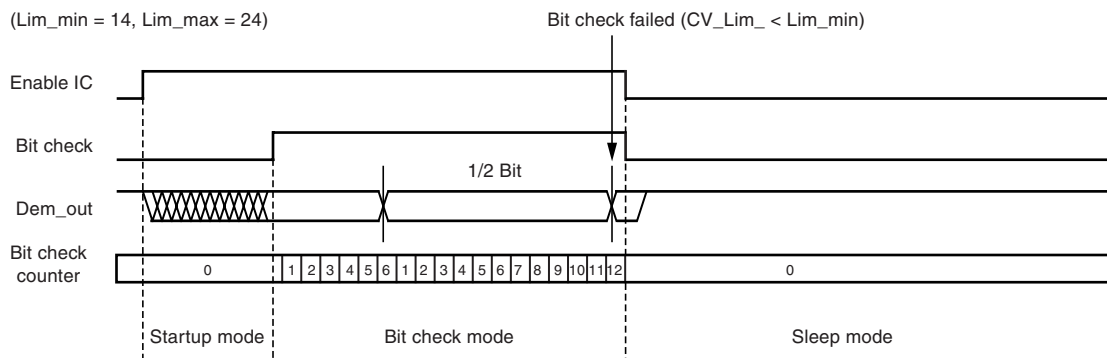 (Lim_min = 14, Lim_max = 24)
Bit check failed (CV_Lim_ < Lim_min)
Enable IC
Bit check
1/2 Bit
Dem_out
Bit check
counter
0 1 2 3 4 5 6 1 2 3 4 5 6 7 8 9 10 11 12 0
Startup mode Bit check mode Sleep mode